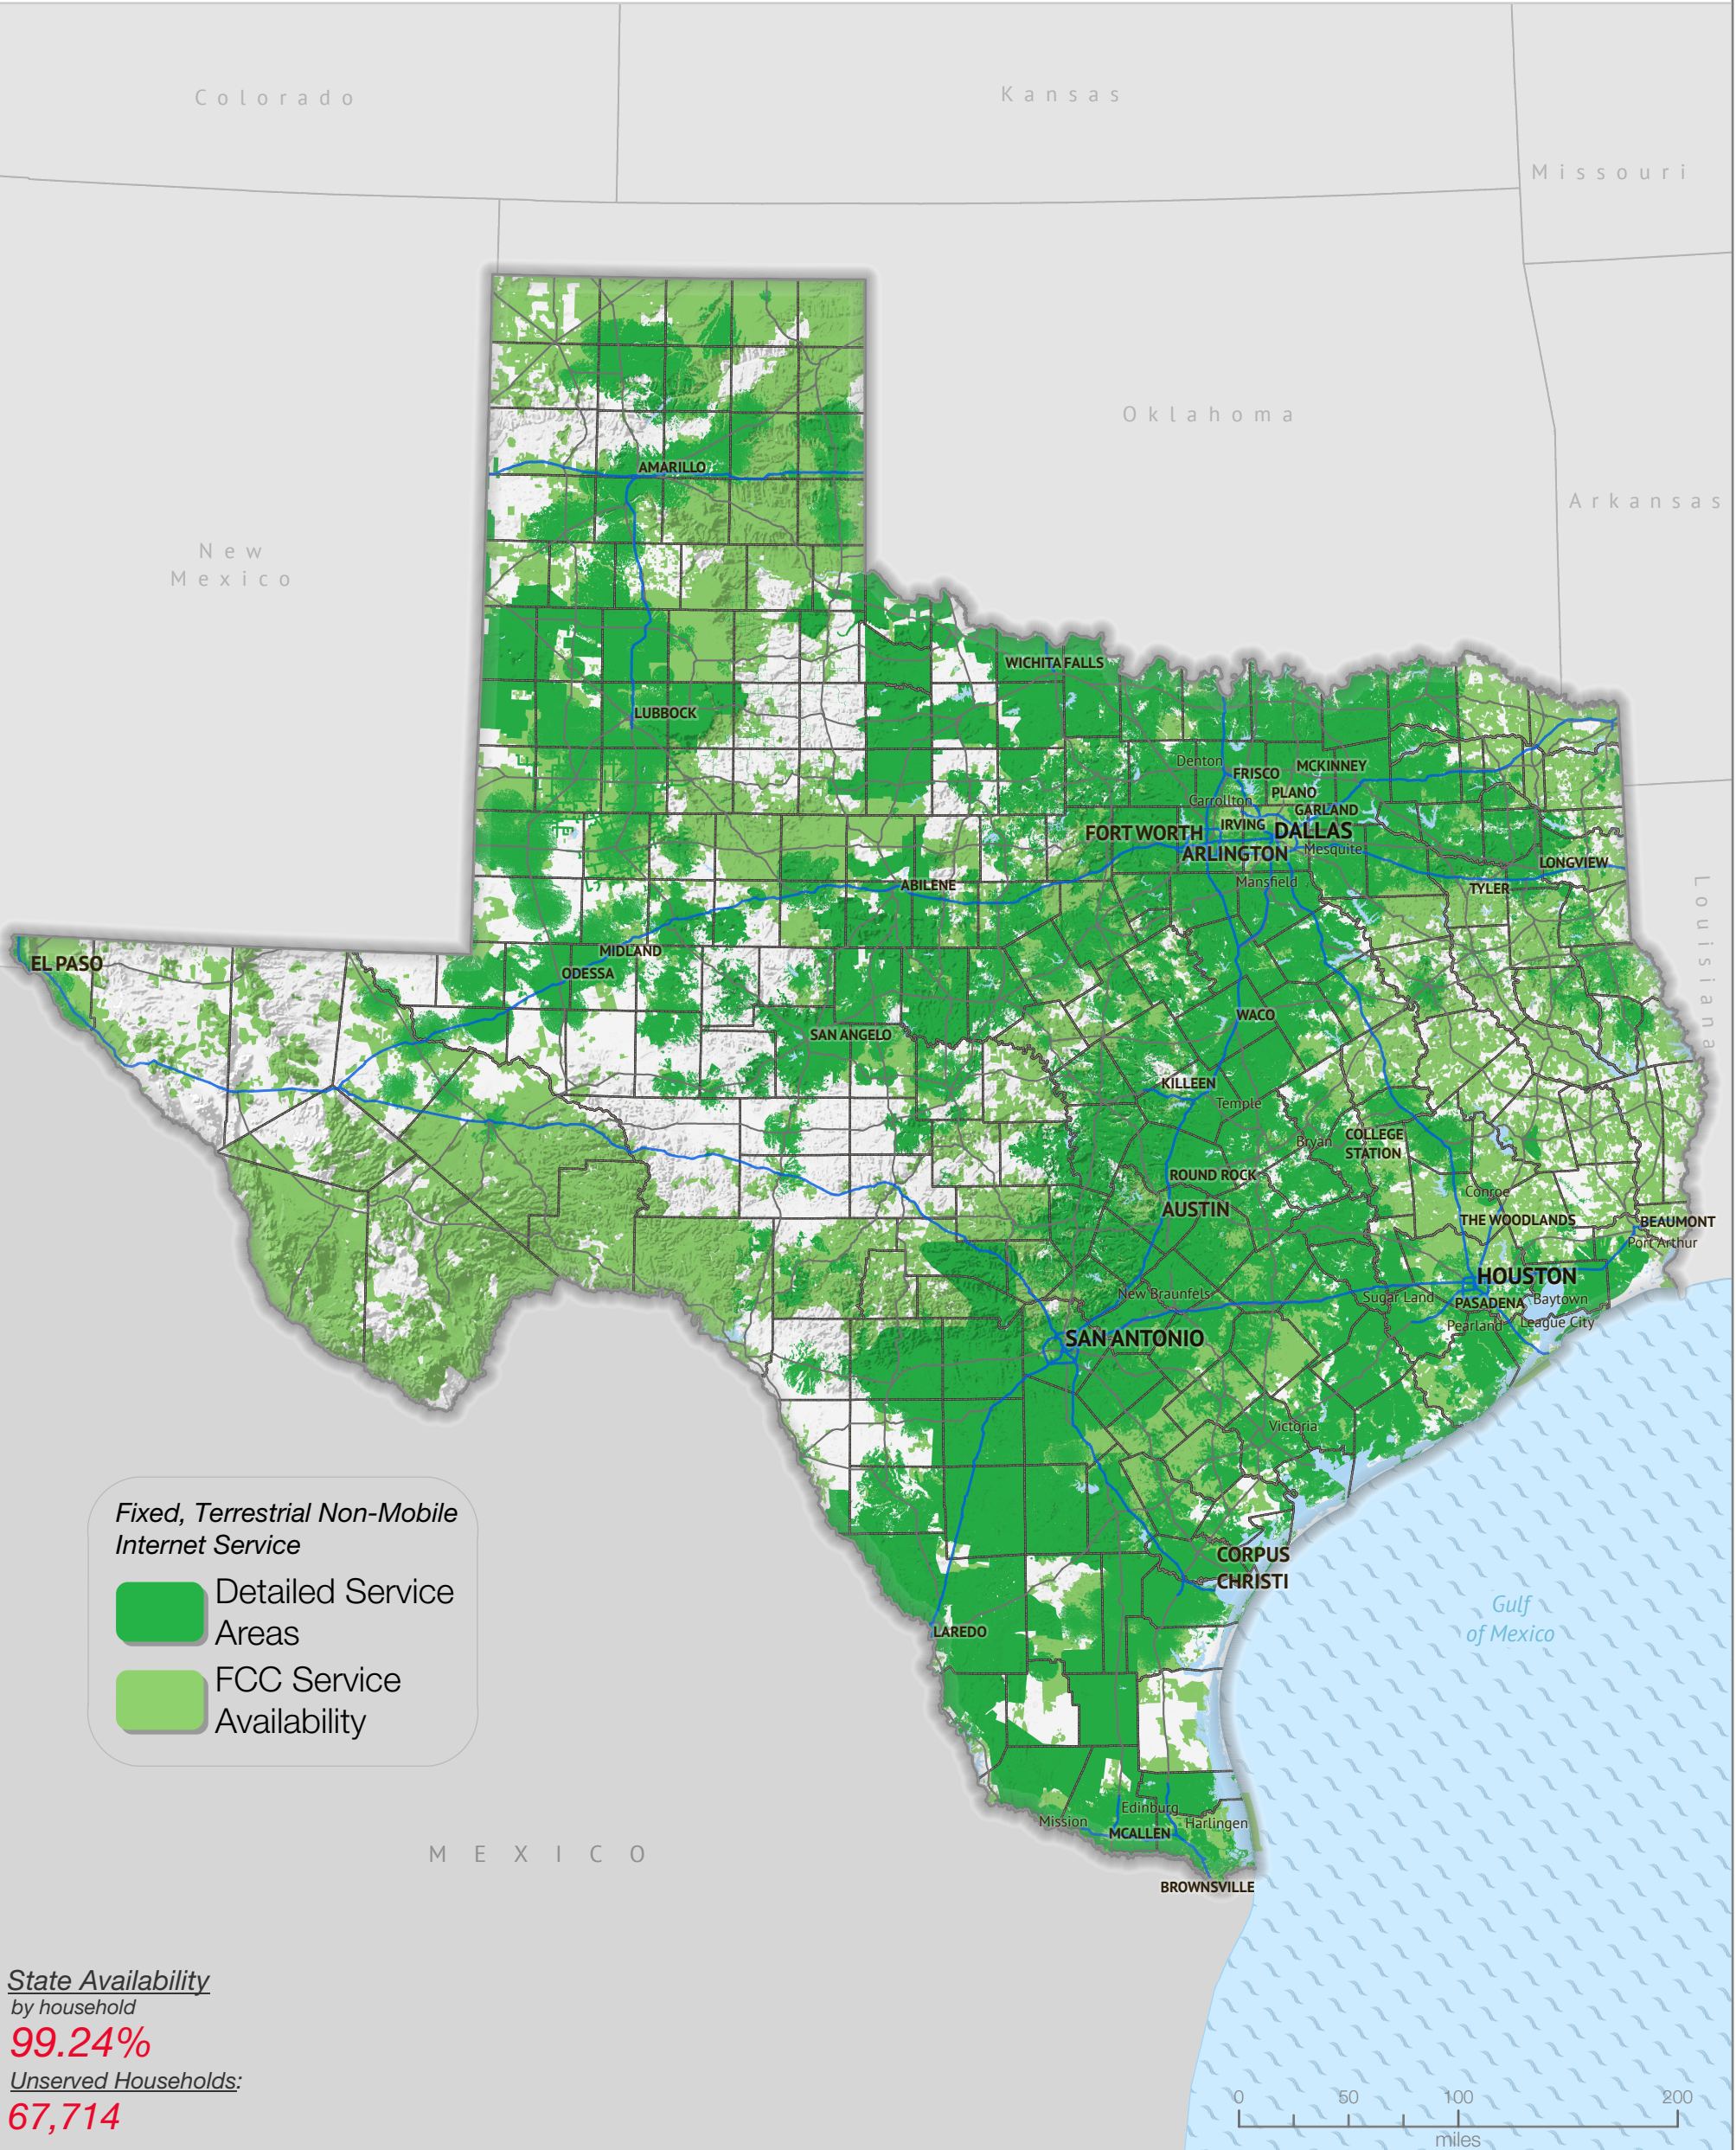 Colorado
Kansas
Missouri
Oklahoma
AMARILLO
Arkansas
New
Mexico
WICHITA FALLS
LUBBOCK
Denton
FRISCO
MCKINNEY
PLANO
Carrollton
GARLAND
IRVING
FORT WORTH
DALLAS
Mesquite
ARLINGTON
LONGVIEW
Mansfield
ABILENE
TYLER
Louisiana
MIDLAND
EL PASO
ODESSA
WACO
SAN ANGELO
KILLEEN
Temple
Bryan
COLLEGE
STATION
ROUND ROCK
Conroe
AUSTIN
THE WOODLANDS
BEAUMONT
Port Arthur
HOUSTON
New Braunfels
Sugar Land
PASADENA
Baytown
Pearland
League City
SAN ANTONIO
Victoria
Fixed, Terrestrial Non-Mobile
Internet Service
Detailed Service
Areas
FCC Service
Availability
CORPUS
CHRISTI
Gulf
of Mexico
LAREDO
Edinburg
Mission
Harlingen
MCALLEN
MEXICO
BROWNSVILLE
State Availability
by household
99.24%
Unserved Households:
67,714
0 50 100 200
miles